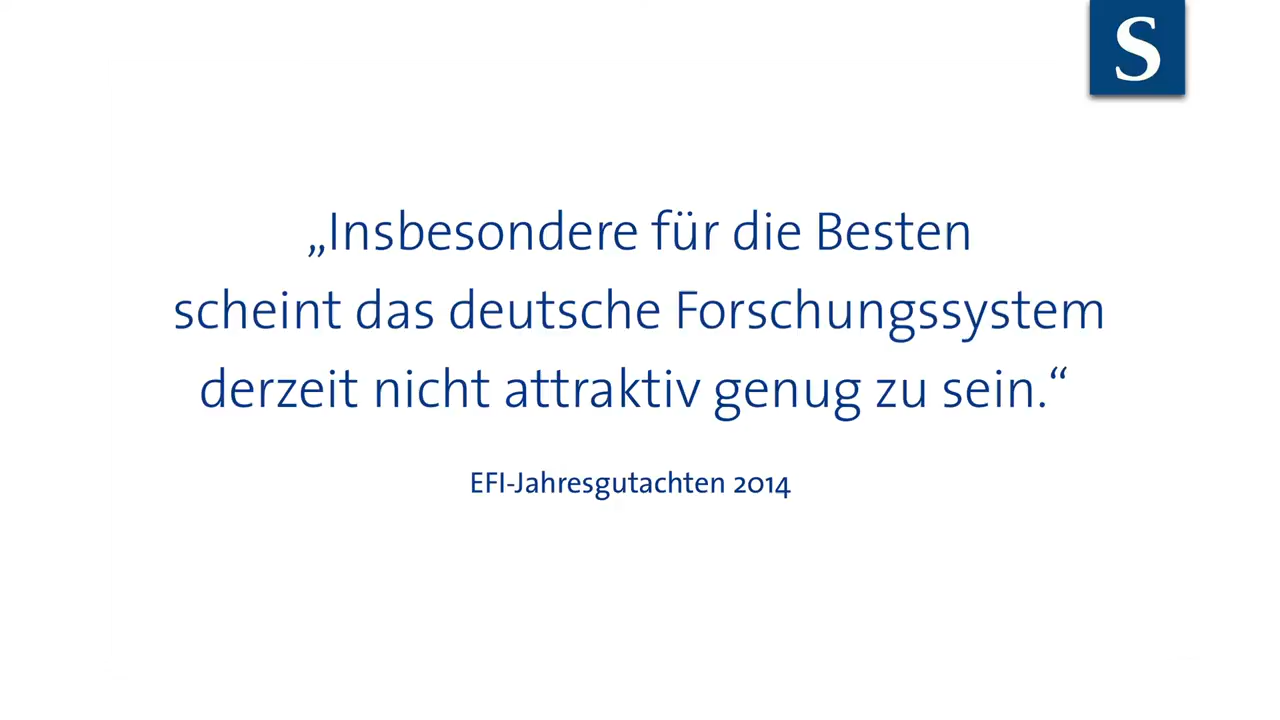 S
„Insbesondere für die Besten
scheint das deutsche Forschungssystem
derzeit nicht attraktiv genug zu sein.“
EFI-Jahresgutachten 2014